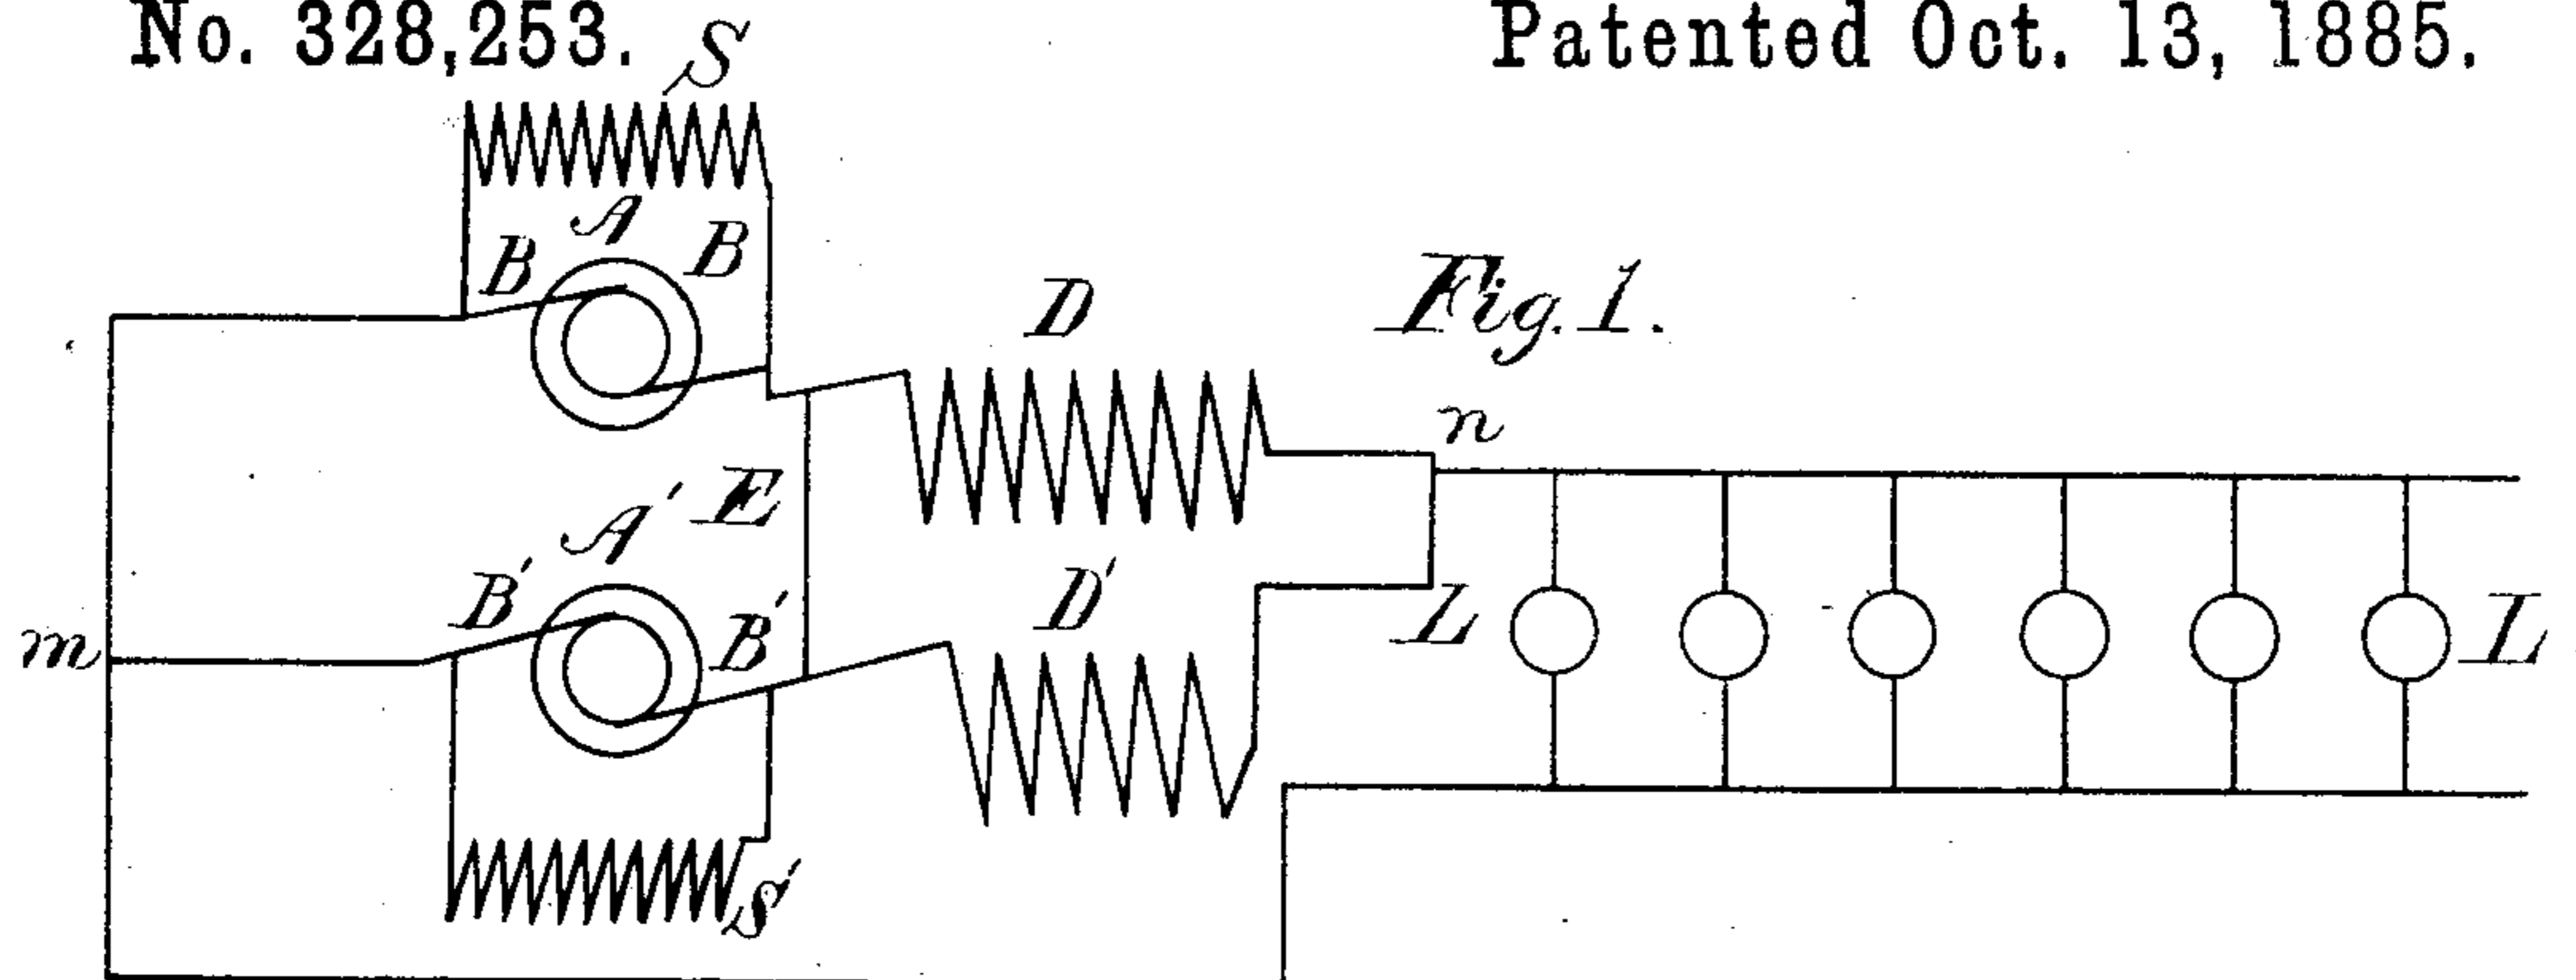 No. 328,253. Patented Oct. 13, 1885.
S
A
B B
D
Fig. 1.
n
E
A'
B'
D'
B'
L
L
m
S'